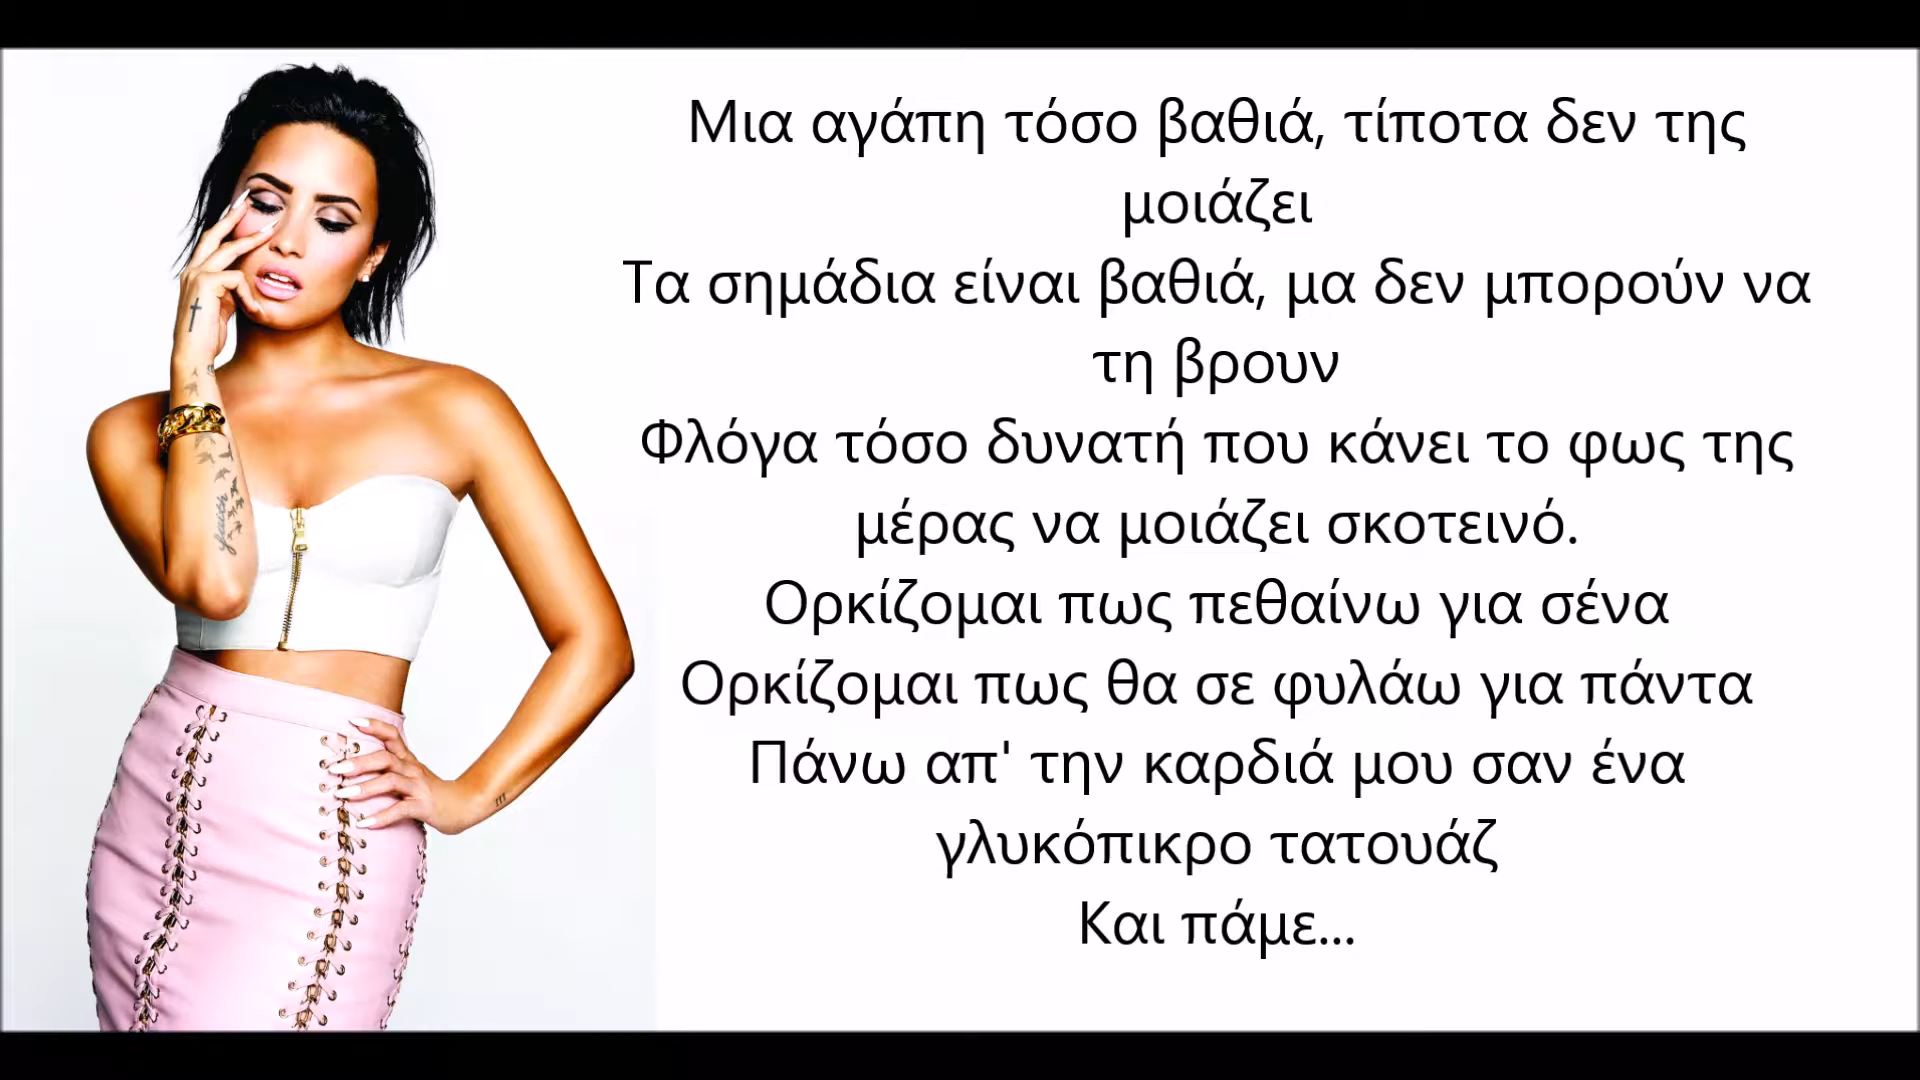 Μια αγάπη τόσο βαθιά, τίποτα δεν της
μοιάζει
Τα σημάδια είναι βαθιά, μα δεν μπορούν να
τη βρουν
Φλόγα τόσο δυνατή που κάνει το φως της
μέρας να μοιάζει σκοτεινό.
Ορκίζομαι πως πεθαίνω για σένα
Ορκίζομαι πως θα σε φυλάω για πάντα
Πάνω απ' την καρδιά μου σαν ένα
γλυκόπικρο τατουάζ
Και πάμε...
faith
III